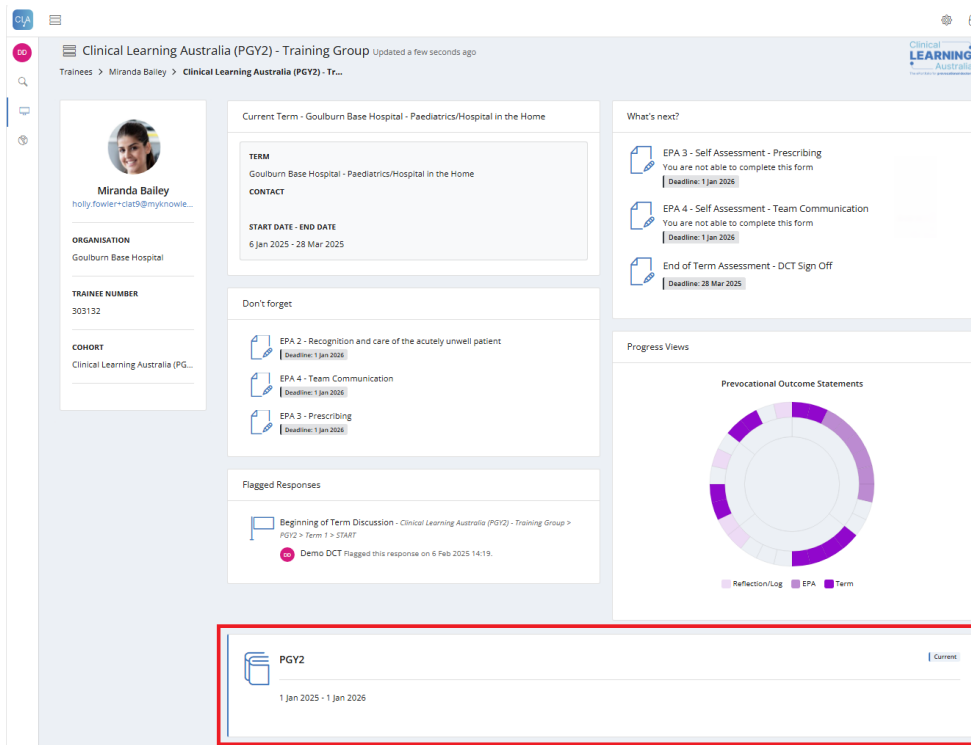 CLA
DD
Clinical Learning Australia (PGY2) - Training Group Updated a few seconds ago
Trainees > Miranda Bailey > Clinical Learning Australia (PGY2) - Tr...
Clinical
LEARNING
Australia
Miranda Bailey
holly.fowler+clat9@myknowle...
ORGANISATION
Goulburn Base Hospital
TRAINEE NUMBER
303132
COHORT
Clinical Learning Australia (PG...
Current Term - Goulburn Base Hospital - Paediatrics/Hospital in the Home
TERM
Goulburn Base Hospital - Paediatrics/Hospital in the Home
CONTACT
START DATE - END DATE
6 Jan 2025 - 28 Mar 2025
Don't forget
EPA 2 - Recognition and care of the acutely unwell patient
Deadline: 1 Jan 2026
EPA 4 - Team Communication
Deadline: 1 Jan 2026
EPA 3 - Prescribing
Deadline: 1 Jan 2026
Flagged Responses
Beginning of Term Discussion - Clinical Learning Australia (PGY2) - Training Group >
PGY2 > Term 1 > START
DD Demo DCT Flagged this response on 6 Feb 2025 14:19.
What's next?
EPA 3 - Self Assessment - Prescribing
You are not able to complete this form
Deadline: 1 Jan 2026
EPA 4 - Self Assessment - Team Communication
You are not able to complete this form
Deadline: 1 Jan 2026
End of Term Assessment - DCT Sign Off
Deadline: 28 Mar 2025
Progress Views
Prevocational Outcome Statements
Reflection/Log EPA Term
PGY2
Current
1 Jan 2025 - 1 Jan 2026